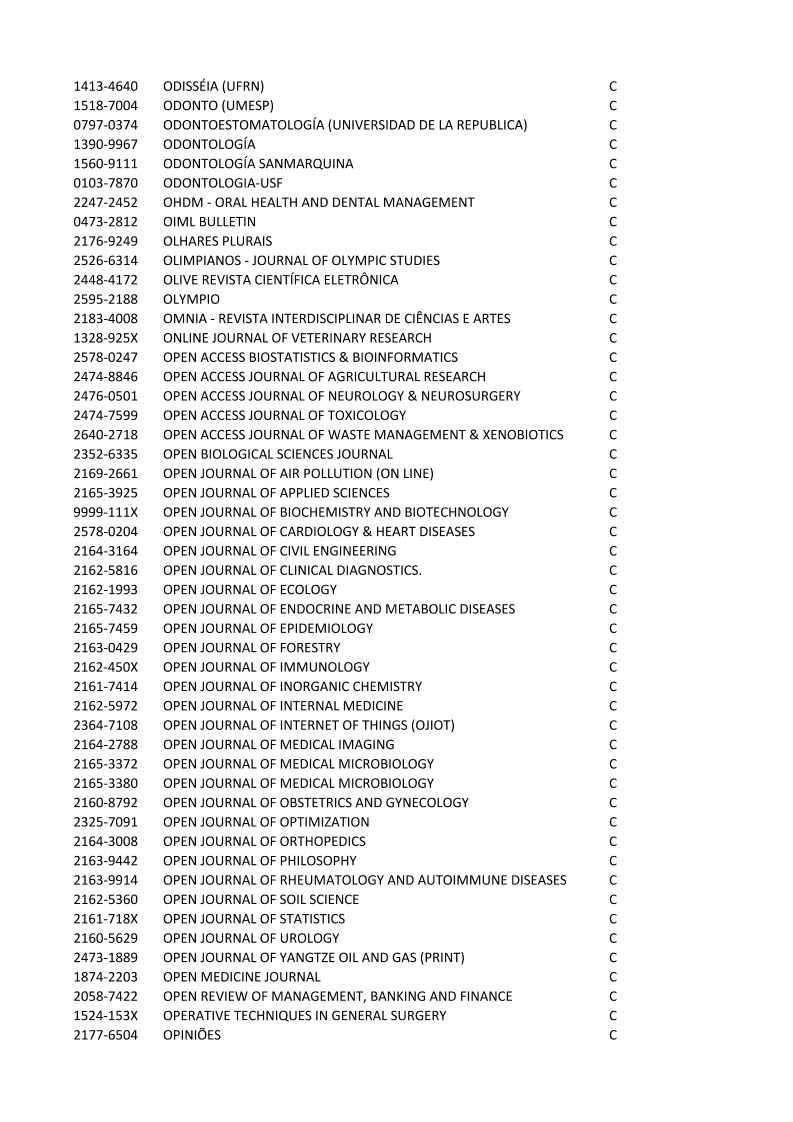 1413-4640 ODISSÉIA (UFRN) C
1518-7004 ODONTO (UMESP) C
0797-0374 ODONTOESTOMATOLOGÍA (UNIVERSIDAD DE LA REPUBLICA) C
1390-9967 ODONTOLOGÍA C
1560-9111 ODONTOLOGÍA SANMARQUINA C
0103-7870 ODONTOLOGIA-USF C
2247-2452 OHDM - ORAL HEALTH AND DENTAL MANAGEMENT C
0473-2812 OIML BULLETIN C
2176-9249 OLHARES PLURAIS C
2526-6314 OLIMPIANOS - JOURNAL OF OLYMPIC STUDIES C
2448-4172 OLIVE REVISTA CIENTÍFICA ELETRÔNICA C
2595-2188 OLYMPIO C
2183-4008 OMNIA - REVISTA INTERDISCIPLINAR DE CIÊNCIAS E ARTES C
1328-925X ONLINE JOURNAL OF VETERINARY RESEARCH C
2578-0247 OPEN ACCESS BIOSTATISTICS & BIOINFORMATICS C
2474-8846 OPEN ACCESS JOURNAL OF AGRICULTURAL RESEARCH C
2476-0501 OPEN ACCESS JOURNAL OF NEUROLOGY & NEUROSURGERY C
2474-7599 OPEN ACCESS JOURNAL OF TOXICOLOGY C
2640-2718 OPEN ACCESS JOURNAL OF WASTE MANAGEMENT & XENOBIOTICS C
2352-6335 OPEN BIOLOGICAL SCIENCES JOURNAL C
2169-2661 OPEN JOURNAL OF AIR POLLUTION (ON LINE) C
2165-3925 OPEN JOURNAL OF APPLIED SCIENCES C
9999-111X OPEN JOURNAL OF BIOCHEMISTRY AND BIOTECHNOLOGY C
2578-0204 OPEN JOURNAL OF CARDIOLOGY & HEART DISEASES C
2164-3164 OPEN JOURNAL OF CIVIL ENGINEERING C
2162-5816 OPEN JOURNAL OF CLINICAL DIAGNOSTICS. C
2162-1993 OPEN JOURNAL OF ECOLOGY C
2165-7432 OPEN JOURNAL OF ENDOCRINE AND METABOLIC DISEASES C
2165-7459 OPEN JOURNAL OF EPIDEMIOLOGY C
2163-0429 OPEN JOURNAL OF FORESTRY C
2162-450X OPEN JOURNAL OF IMMUNOLOGY C
2161-7414 OPEN JOURNAL OF INORGANIC CHEMISTRY C
2162-5972 OPEN JOURNAL OF INTERNAL MEDICINE C
2364-7108 OPEN JOURNAL OF INTERNET OF THINGS (OJIOT) C
2164-2788 OPEN JOURNAL OF MEDICAL IMAGING C
2165-3372 OPEN JOURNAL OF MEDICAL MICROBIOLOGY C
2165-3380 OPEN JOURNAL OF MEDICAL MICROBIOLOGY C
2160-8792 OPEN JOURNAL OF OBSTETRICS AND GYNECOLOGY C
2325-7091 OPEN JOURNAL OF OPTIMIZATION C
2164-3008 OPEN JOURNAL OF ORTHOPEDICS C
2163-9442 OPEN JOURNAL OF PHILOSOPHY C
2163-9914 OPEN JOURNAL OF RHEUMATOLOGY AND AUTOIMMUNE DISEASES C
2162-5360 OPEN JOURNAL OF SOIL SCIENCE C
2161-718X OPEN JOURNAL OF STATISTICS C
2160-5629 OPEN JOURNAL OF UROLOGY C
2473-1889 OPEN JOURNAL OF YANGTZE OIL AND GAS (PRINT) C
1874-2203 OPEN MEDICINE JOURNAL C
2058-7422 OPEN REVIEW OF MANAGEMENT, BANKING AND FINANCE C
1524-153X OPERATIVE TECHNIQUES IN GENERAL SURGERY C
2177-6504 OPINIÕES C